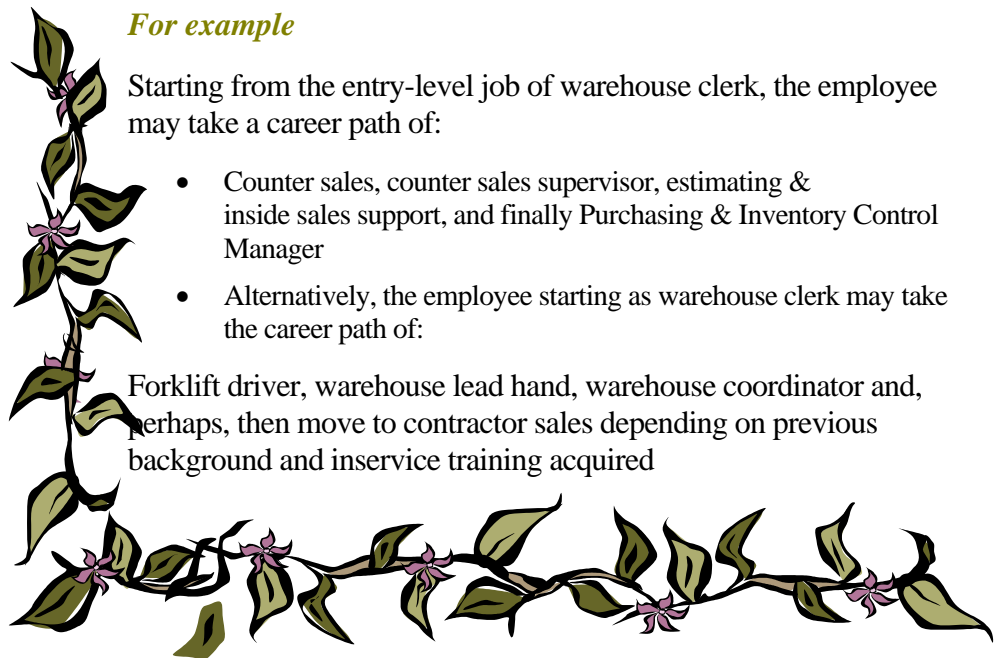 For example
Starting from the entry-level job of warehouse clerk, the employee
may take a career path of:
• Counter sales, counter sales supervisor, estimating &
inside sales support, and finally Purchasing & Inventory Control
Manager
• Alternatively, the employee starting as warehouse clerk may take
the career path of:
Forklift driver, warehouse lead hand, warehouse coordinator and,
perhaps, then move to contractor sales depending on previous
background and inservice training acquired